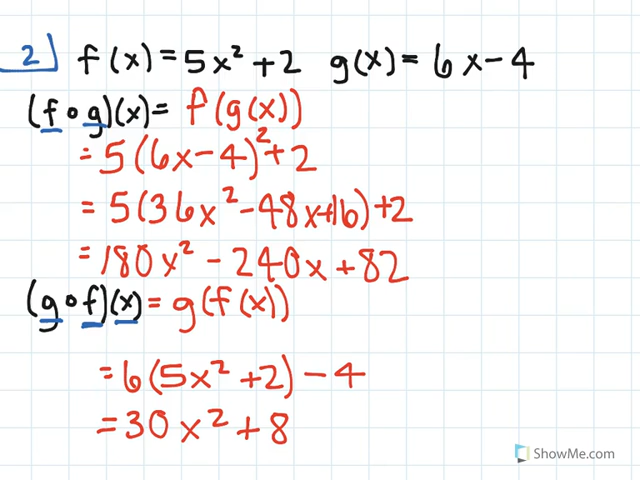 2 f(x) = 5x² + 2 g(x) = 6x - 4
(f ∘ g)(x) = f(g(x))
= 5(6x - 4)² + 2
= 5(36x² - 48x + 16) + 2
= 180x² - 240x + 82
(g ∘ f)(x) = g(f(x))
= 6(5x² + 2) - 4
= 30x² + 8
ShowMe.com